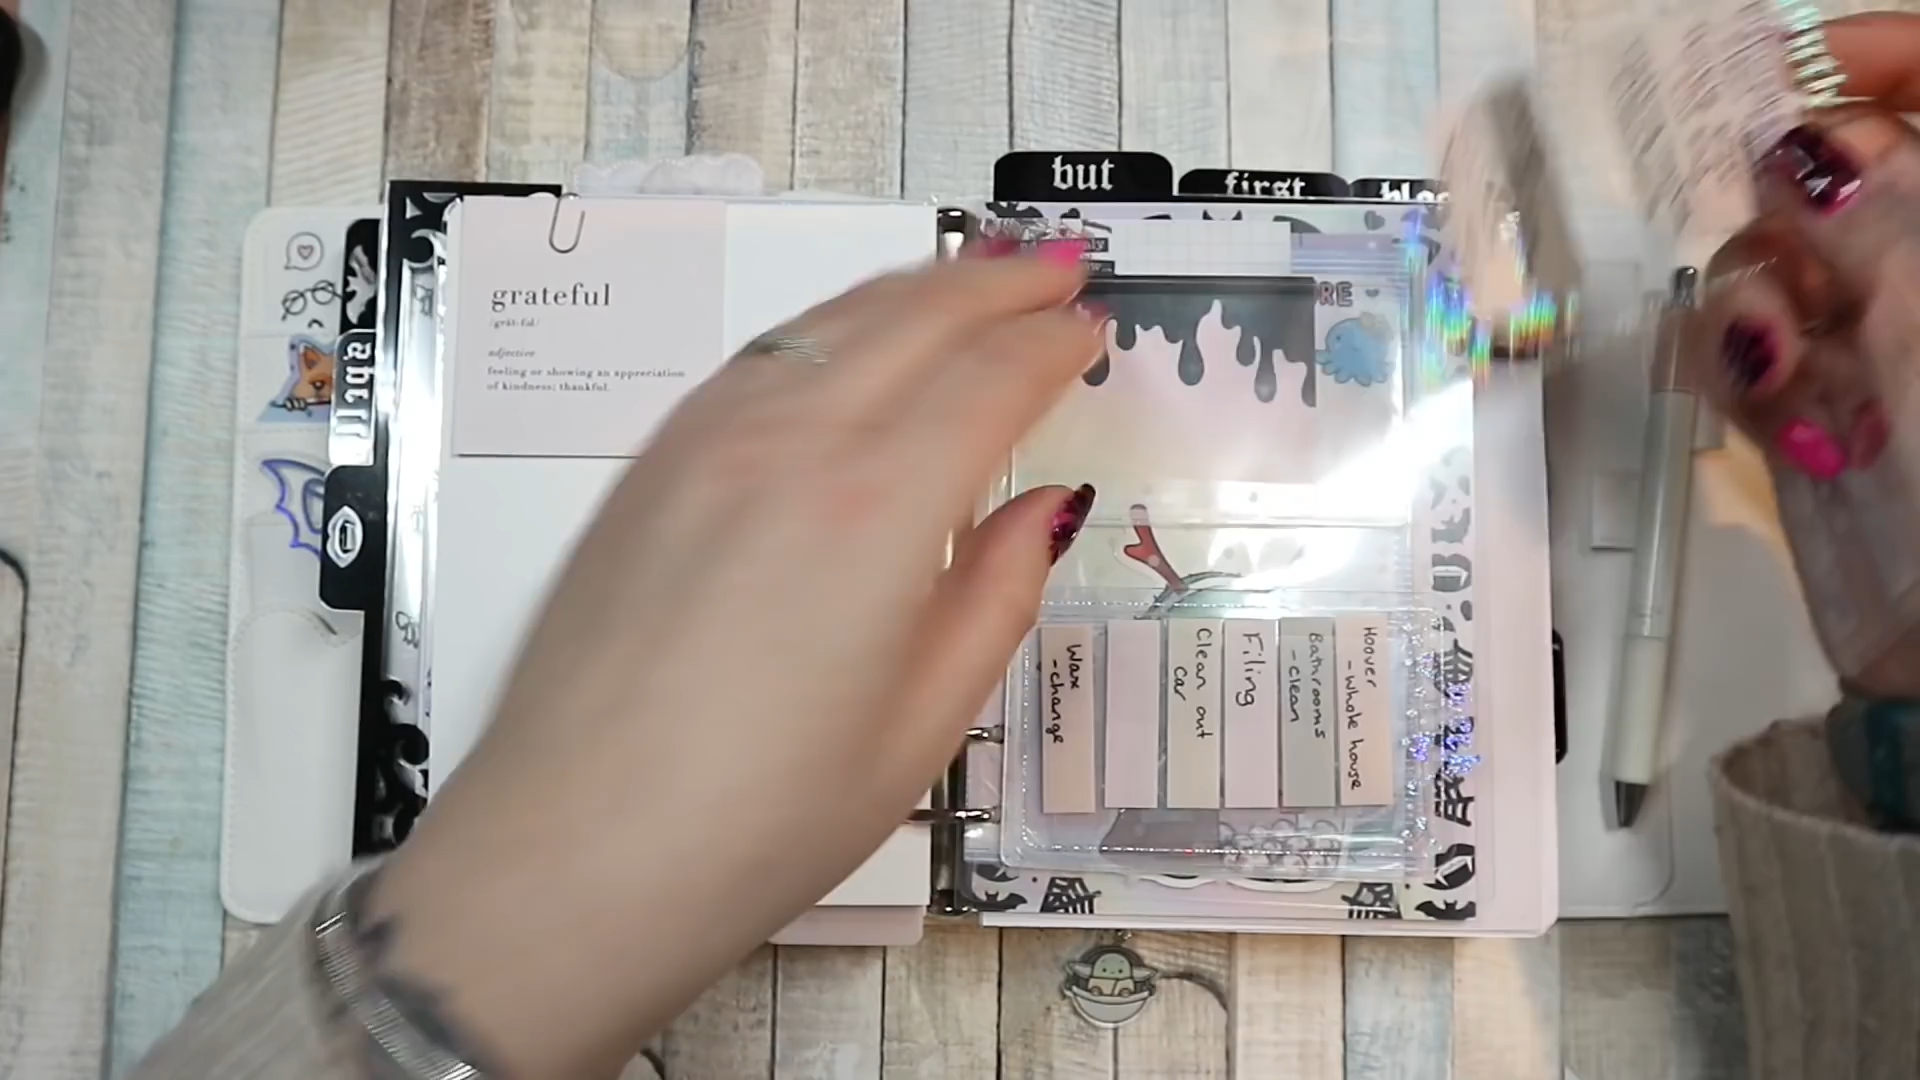 but
first
grateful
adjective
feeling or showing an appreciation
of kindness; thankful.
RE
Wax
-change
Clean out
car
Filing
Bathrooms
-clean
Hoover
-whole house